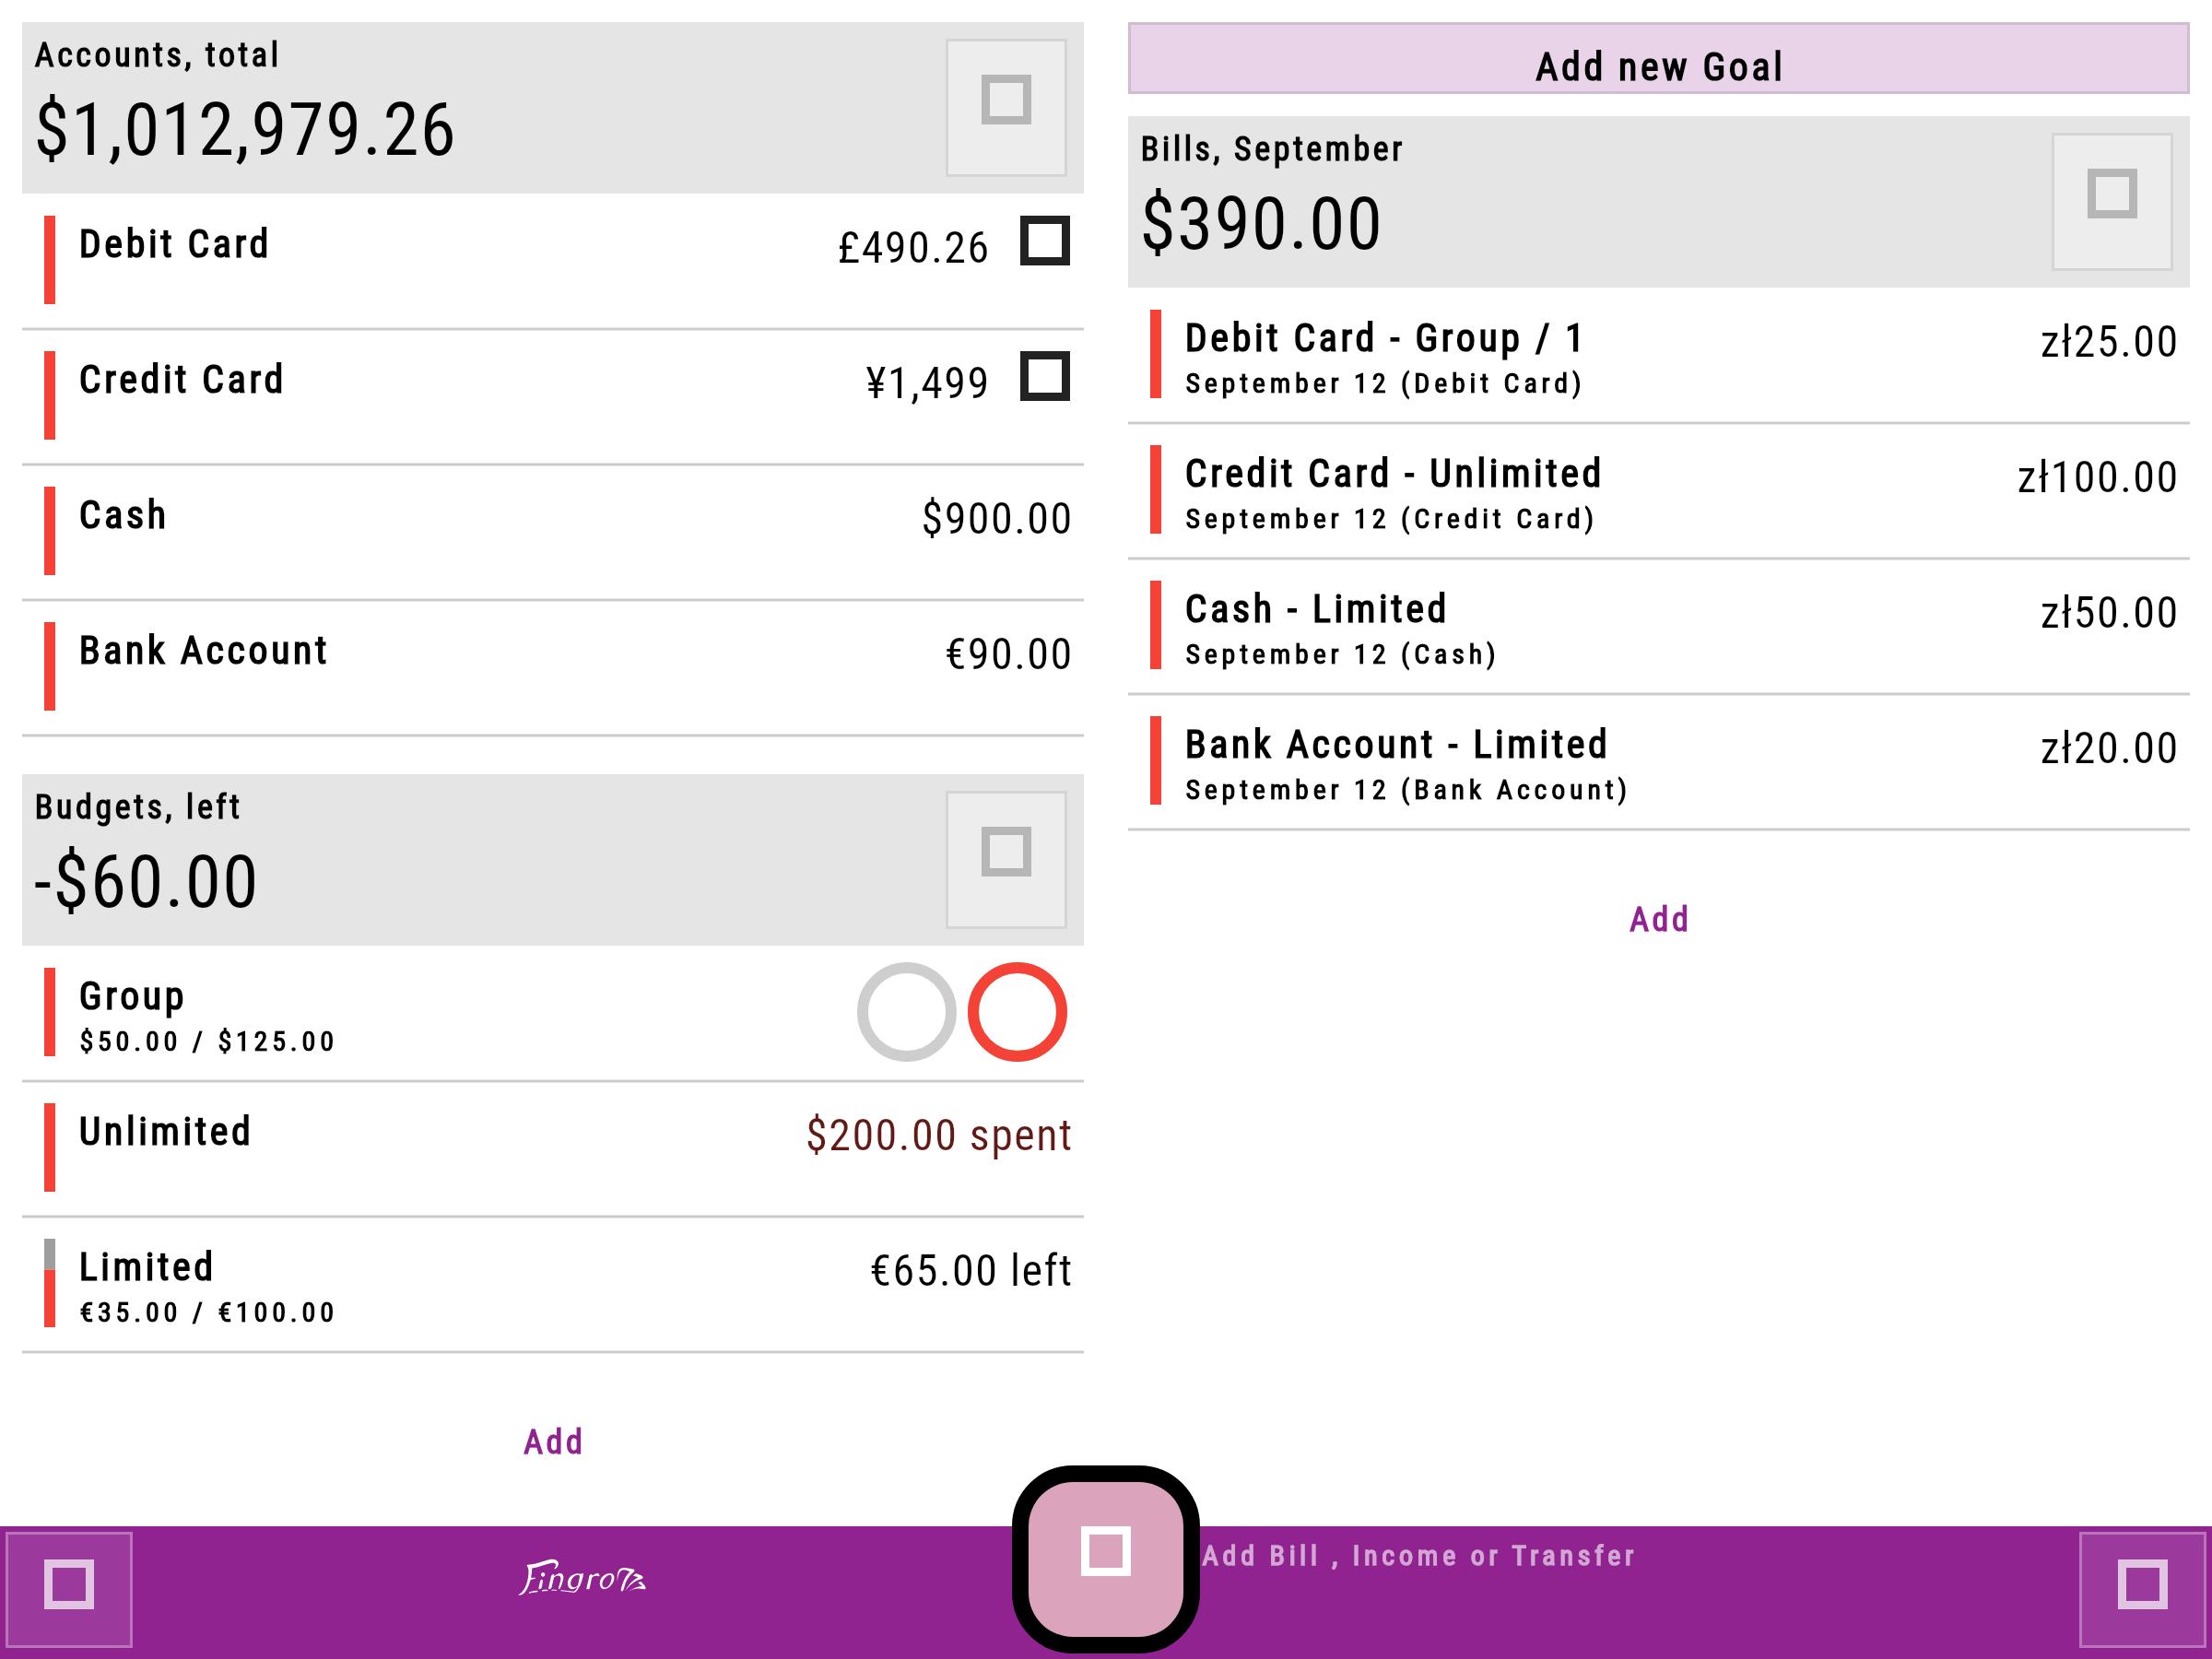 Accounts, total
$1,012,979.26
Debit Card
£490.26
Credit Card
¥1,499
Cash
$900.00
Bank Account
€90.00
Budgets, left
-$60.00
Group
$50.00 / $125.00
Unlimited
$200.00 spent
Limited
€65.00 left
€35.00 / €100.00
Add
Add new Goal
Bills, September
$390.00
Debit Card - Group / 1
zł25.00
September 12 (Debit Card)
Credit Card - Unlimited
zł100.00
September 12 (Credit Card)
Cash - Limited
zł50.00
September 12 (Cash)
Bank Account - Limited
zł20.00
September 12 (Bank Account)
Add
Fingro
Add Bill , Income or Transfer